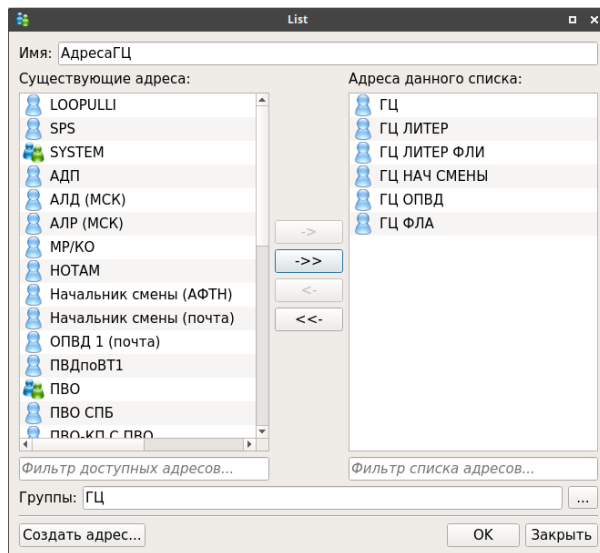 List
Имя: АдресаГЦ
Существующие адреса:
LOOPULLI
SPS
SYSTEM
АДП
АЛД (МСК)
АЛР (МСК)
МР/КО
НОТАМ
Начальник смены (АФТН)
Начальник смены (почта)
ОПВД 1 (почта)
ПВДпоВТ1
ПВО
ПВО СПБ
ПВО-КП С ПВО
Фильтр доступных адресов...
->
->>
<-
<<-
Адреса данного списка:
ГЦ
ГЦ ЛИТЕР
ГЦ ЛИТЕР ФЛИ
ГЦ НАЧ СМЕНЫ
ГЦ ОПВД
ГЦ ФЛА
Фильтр списка адресов...
Группы: ГЦ ...
Создать адрес... OK Закрыть